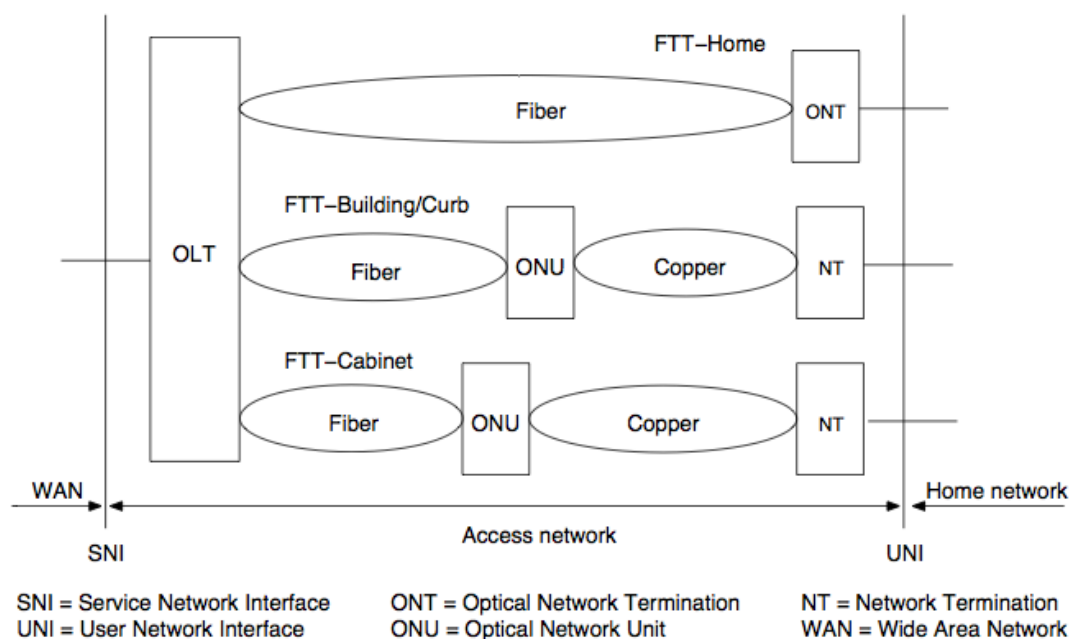 FTT–Home
Fiber
ONT
FTT–Building/Curb
OLT
Fiber
ONU
Copper
NT
FTT–Cabinet
Fiber
ONU
Copper
NT
WAN
Home network
Access network
SNI
UNI
SNI = Service Network Interface
ONT = Optical Network Termination
NT = Network Termination
UNI = User Network Interface
ONU = Optical Network Unit
WAN = Wide Area Network